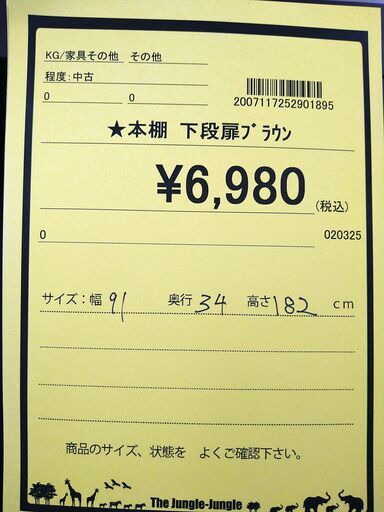 KG/家具その他 その他
程度:中古
0 0
2007117252901895
★本棚 下段扉ﾌﾞﾗｳﾝ
¥6,980
(税込)
0 020325
サイズ:幅 91 奥行 34 高さ 182 cm
商品のサイズ、状態を よくご確認下さい。
The Jungle-Jungle